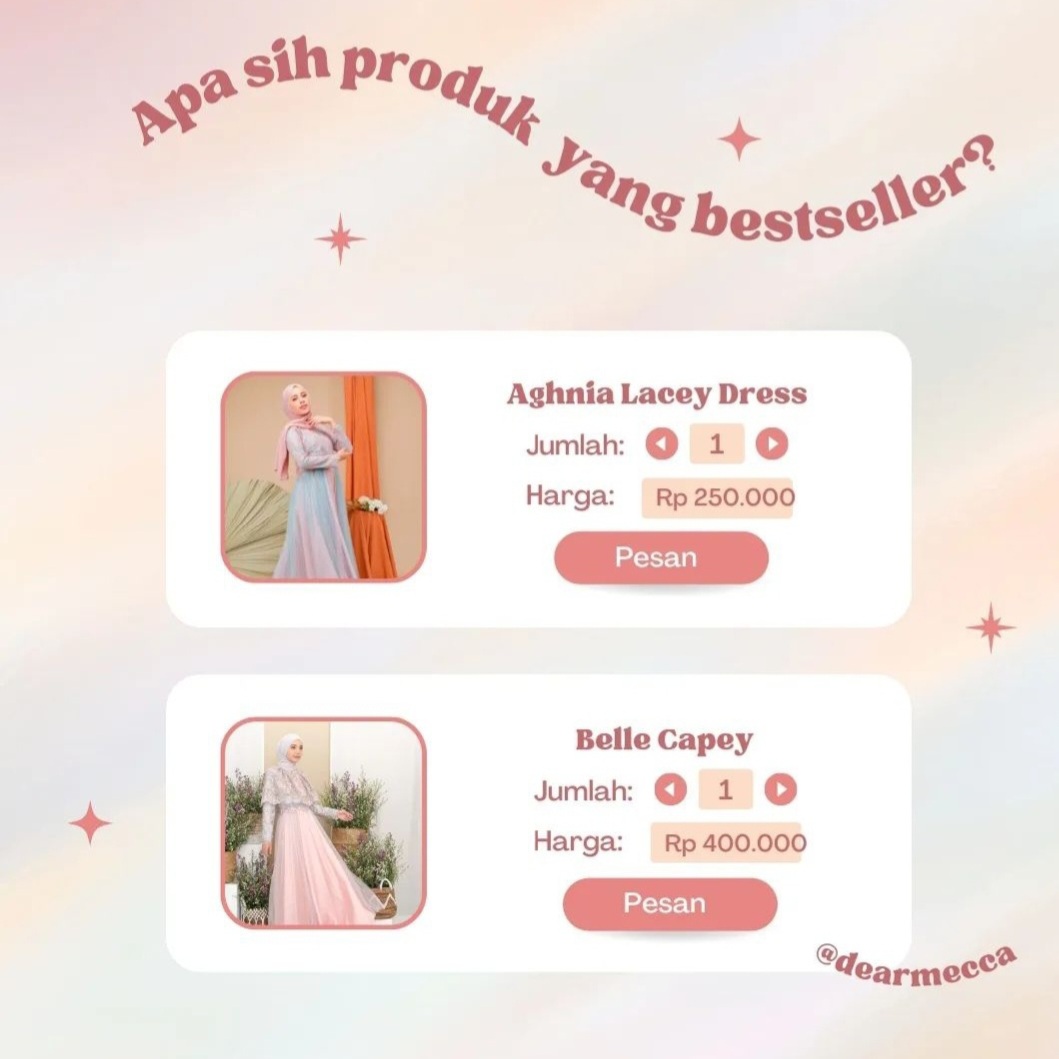 Apa sih produk yang bestseller?
Aghnia Lacey Dress
Jumlah: 1
Harga: Rp 250.000
Pesan
Belle Capey
Jumlah: 1
Harga: Rp 400.000
Pesan
@dearmecca